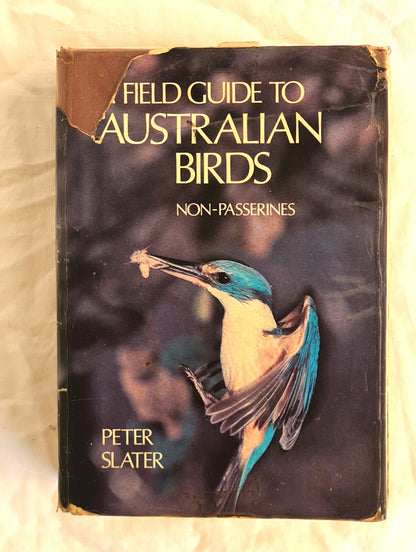 A FIELD GUIDE TO
AUSTRALIAN
BIRDS
NON-PASSERINES
PETER
SLATER